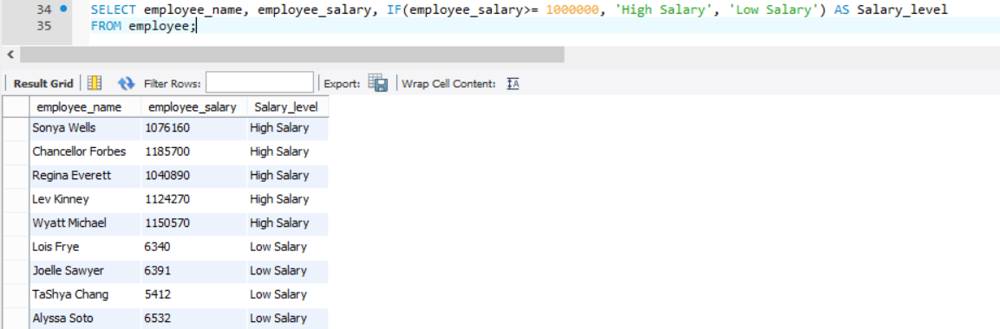 34 SELECT employee_name, employee_salary, IF(employee_salary>= 1000000, 'High Salary', 'Low Salary') AS Salary_level
35 FROM employee;
Result Grid Filter Rows: Export: Wrap Cell Content: IA
employee_name employee_salary Salary_level
Sonya Wells 1076160 High Salary
Chancellor Forbes 1185700 High Salary
Regina Everett 1040890 High Salary
Lev Kinney 1124270 High Salary
Wyatt Michael 1150570 High Salary
Lois Frye 6340 Low Salary
Joelle Sawyer 6391 Low Salary
TaShya Chang 5412 Low Salary
Alyssa Soto 6532 Low Salary